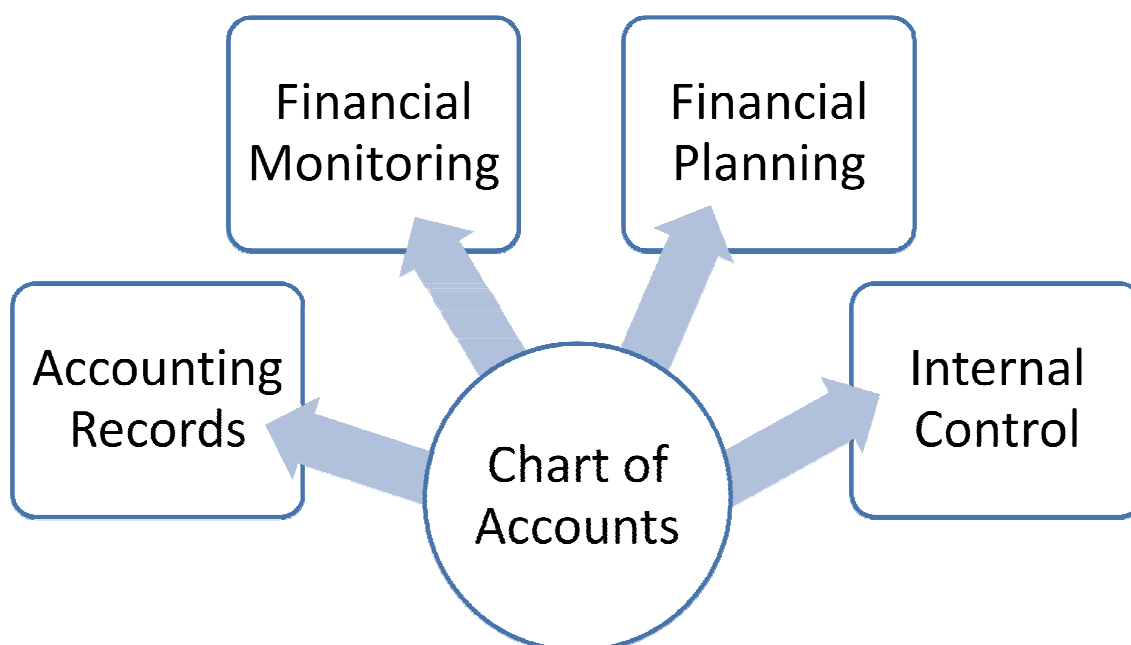 Financial
Monitoring
Financial
Planning
Accounting
Records
Internal
Control
Chart of
Accounts